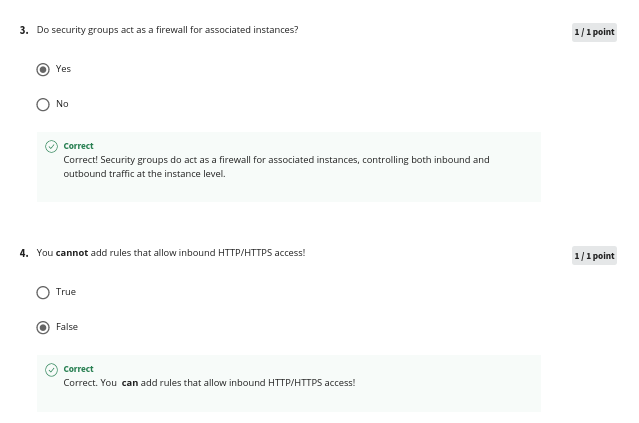 3. Do security groups act as a firewall for associated instances?
1 / 1 point
Yes
No
Correct
Correct! Security groups do act as a firewall for associated instances, controlling both inbound and
outbound traffic at the instance level.
4. You cannot add rules that allow inbound HTTP/HTTPS access!
1 / 1 point
True
False
Correct
Correct. You can add rules that allow inbound HTTP/HTTPS access!